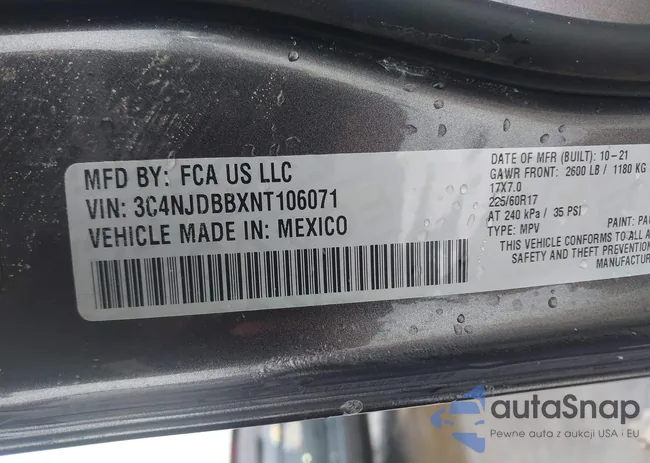 MFD BY: FCA US LLC
VIN: 3C4NJDBBXNT106071
VEHICLE MADE IN: MEXICO
DATE OF MFR (BUILT): 10-21
GAWR FRONT: 2600 LB / 1180 KG
17X7.0
225/60R17
AT 240 kPa / 35 PSI
TYPE: MPV
PAINT: PA
THIS VEHICLE CONFORMS TO ALL A
SAFETY AND THEFT PREVENTION
MANUFACTUR
autaSnap
Pewne auta z aukcji USA i EU